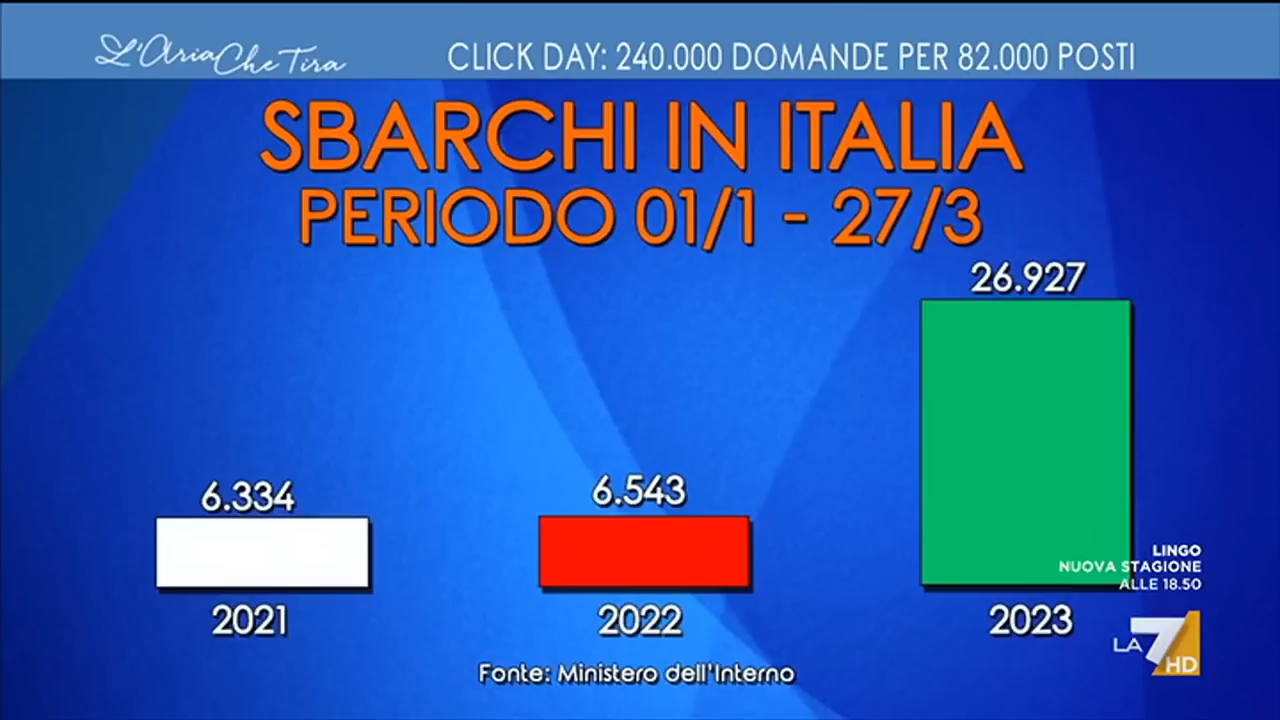 L'Aria Che Tira
CLICK DAY: 240.000 DOMANDE PER 82.000 POSTI
SBARCHI IN ITALIA
PERIODO 01/1 - 27/3
26.927
6.334
6.543
2021
2022
2023
LINGO
NUOVA STAGIONE
ALLE 18.50
LA7 HD
Fonte: Ministero dell'Interno